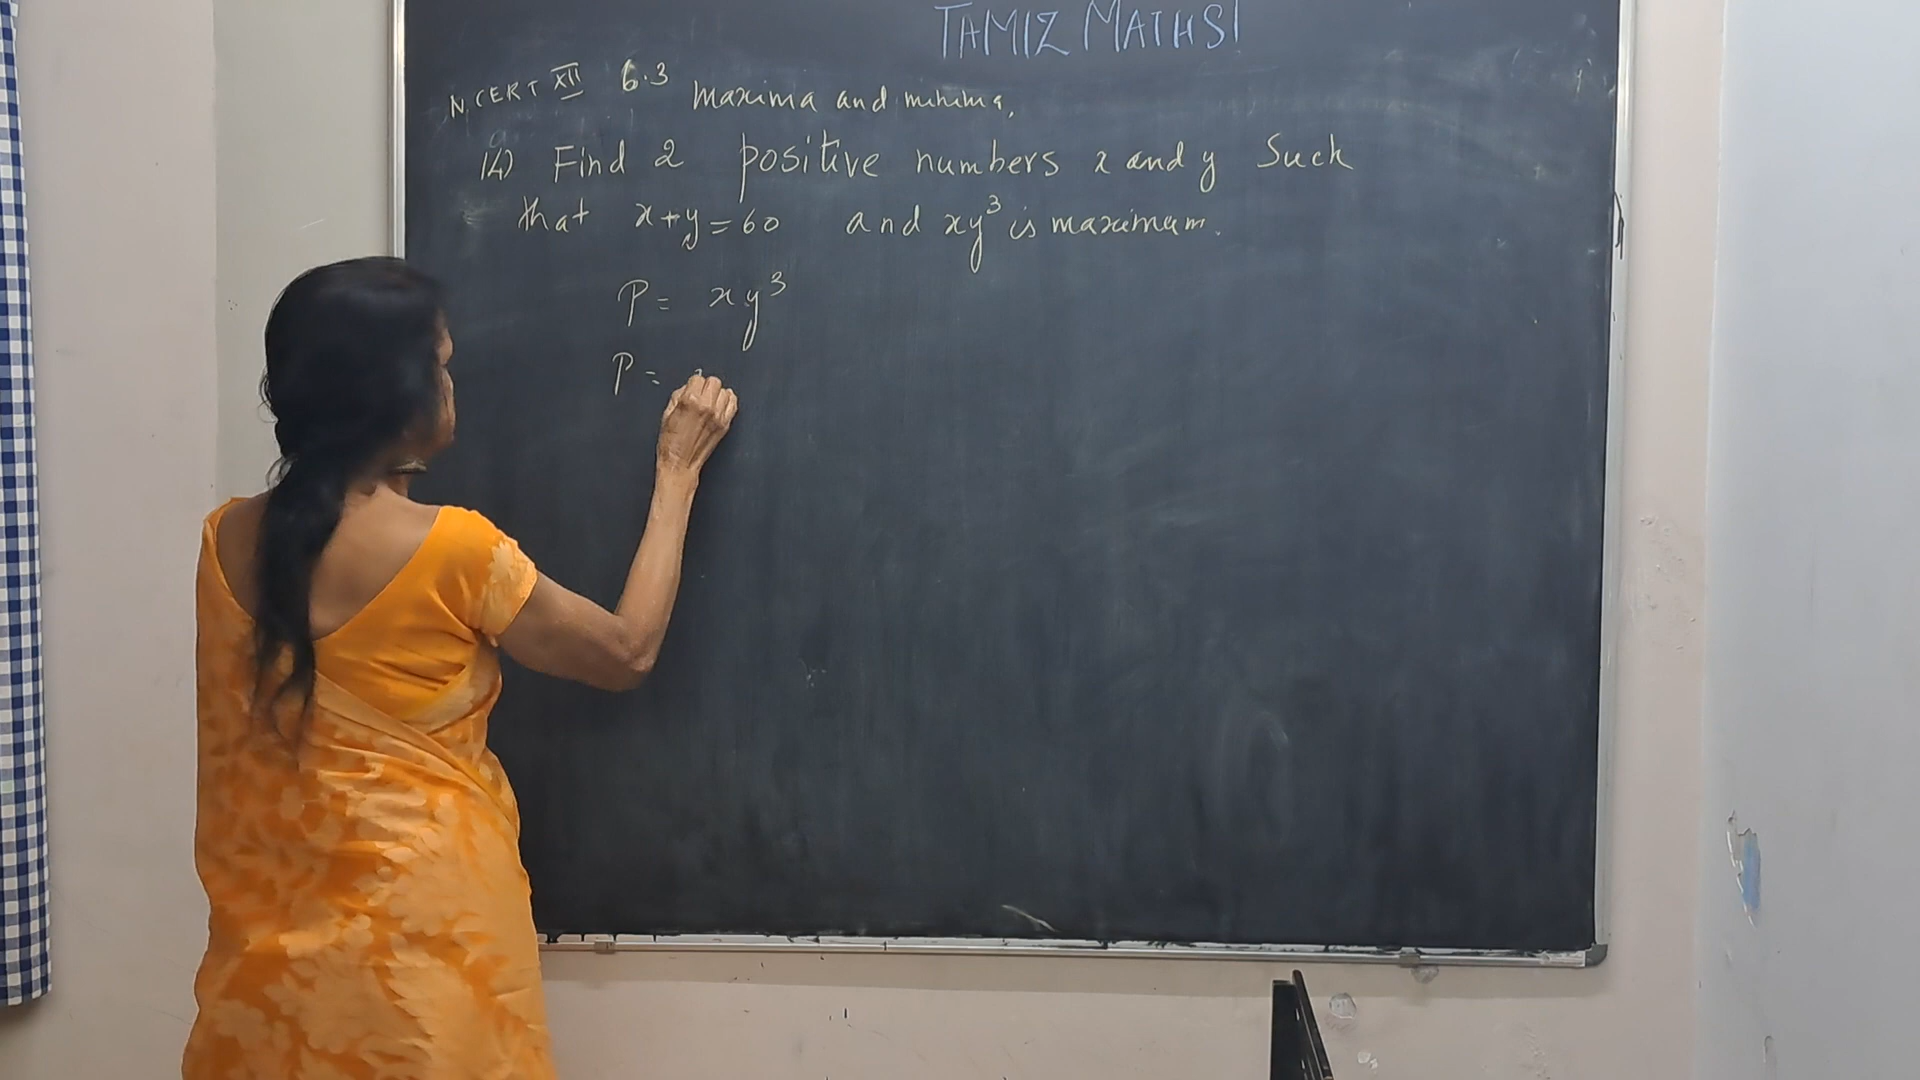 TAMIZ MATHS!
N.CERT XII 6.3 Maxima and minima,
14) Find 2 positive numbers x and y Such
that x+y=60 and xy³ is maximum.
P = xy³
P =